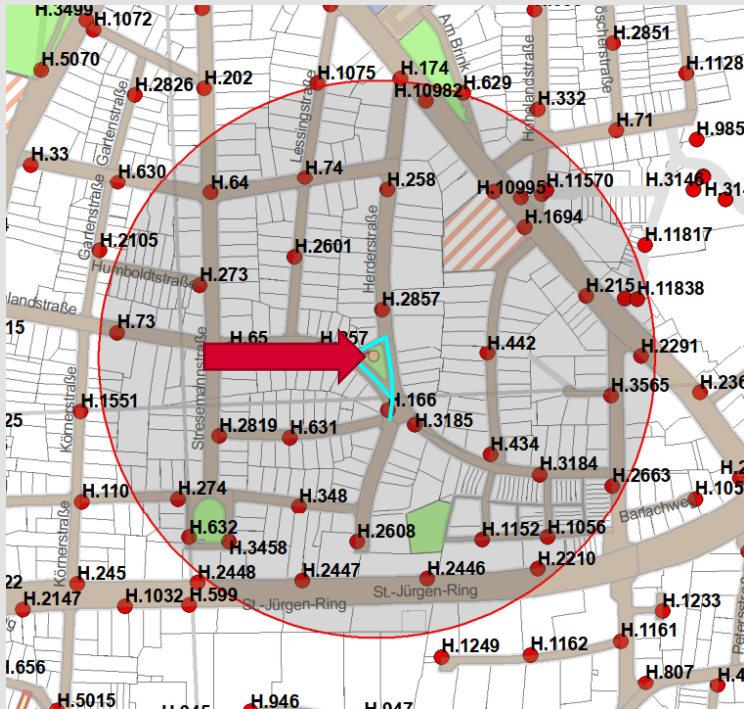 H.3499
H.1072
Am Brink
H.2851
H.5070
H.1075
H.174
H.629
H.1128
H.2826
H.202
H.10982
Hohelandstraße
H.332
H.71
H.985
Gartenstraße
Lessingstraße
H.33
H.630
H.64
H.74
H.258
H.10995
H.11570
H.3146
H.1694
Gartenstraße
H.2105
H.2601
Herderstraße
H.11817
Humboldtstraße
H.273
H.2857
H.215
H.11838
landstraße
H.73
H.65
H.442
H.2291
Stresemannstraße
H.1551
H.166
H.3565
H.236
Körnerstraße
H.2819
H.631
H.3185
H.434
H.3184
H.2663
H.110
H.274
H.348
H.105
Barlachweg
H.632
H.3458
H.2608
H.1152
H.1056
Körnerstraße
H.245
H.2448
H.2447
H.2446
H.2210
H.2147
H.1032
H.599
St.-Jürgen-Ring
St.-Jürgen-Ring
H.1233
H.1161
H.1249
H.1162
H.656
H.807
H.5015
H.946
H.947